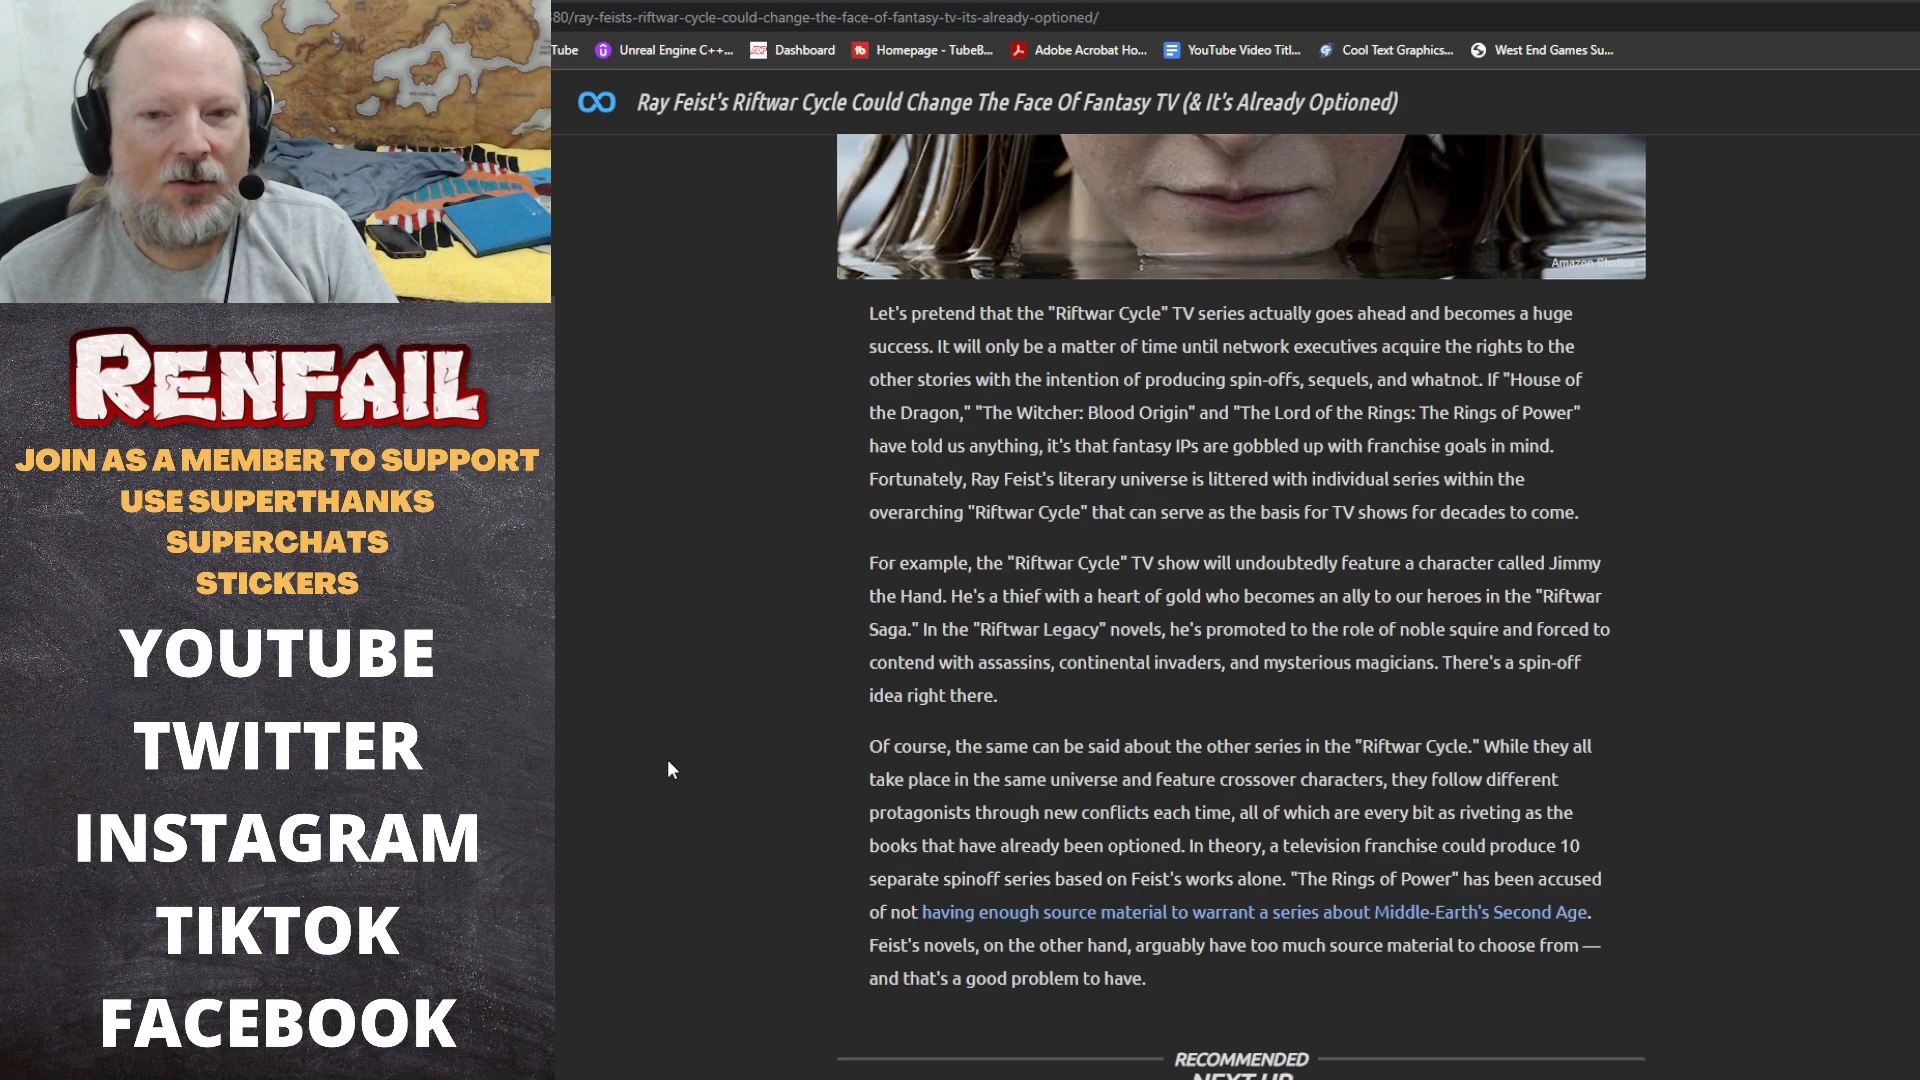 80/ray-feists-riftwar-cycle-could-change-the-face-of-fantasy-tv-its-already-optioned/
Tube
Unreal Engine C++...
Dashboard
Homepage - TubeB...
Adobe Acrobat Ho...
YouTube Video Titl...
Cool Text Graphics...
West End Games Su...
Ray Feist's Riftwar Cycle Could Change The Face Of Fantasy TV (& It's Already Optioned)
Amazon Studios
RENFAIL
JOIN AS A MEMBER TO SUPPORT
USE SUPERTHANKS
SUPERCHATS
STICKERS
YOUTUBE
TWITTER
INSTAGRAM
TIKTOK
FACEBOOK
Let's pretend that the "Riftwar Cycle" TV series actually goes ahead and becomes a huge
success. It will only be a matter of time until network executives acquire the rights to the
other stories with the intention of producing spin-offs, sequels, and whatnot. If "House of
the Dragon," "The Witcher: Blood Origin" and "The Lord of the Rings: The Rings of Power"
have told us anything, it's that fantasy IPs are gobbled up with franchise goals in mind.
Fortunately, Ray Feist's literary universe is littered with individual series within the
overarching "Riftwar Cycle" that can serve as the basis for TV shows for decades to come.
For example, the "Riftwar Cycle" TV show will undoubtedly feature a character called Jimmy
the Hand. He's a thief with a heart of gold who becomes an ally to our heroes in the "Riftwar
Saga." In the "Riftwar Legacy" novels, he's promoted to the role of noble squire and forced to
contend with assassins, continental invaders, and mysterious magicians. There's a spin-off
idea right there.
Of course, the same can be said about the other series in the "Riftwar Cycle." While they all
take place in the same universe and feature crossover characters, they follow different
protagonists through new conflicts each time, all of which are every bit as riveting as the
books that have already been optioned. In theory, a television franchise could produce 10
separate spinoff series based on Feist's works alone. "The Rings of Power" has been accused
of not having enough source material to warrant a series about Middle-Earth's Second Age.
Feist's novels, on the other hand, arguably have too much source material to choose from —
and that's a good problem to have.
RECOMMENDED
NEXT UP